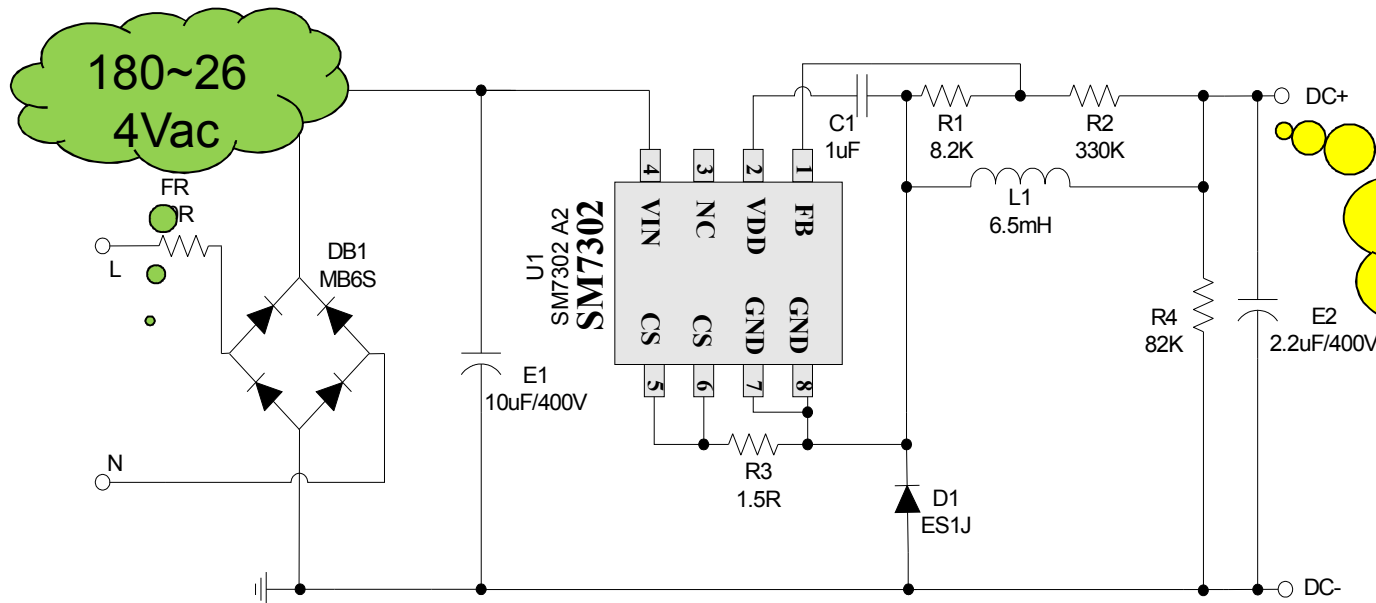 180~26
4Vac
FR
L
DB1
MB6S
N
E1
10uF/400V
U1
SM7302 A2
SM7302
4
3
2
1
VIN
NC
VDD
FB
CS
CS
GND
GND
5
6
7
8
C1
1uF
R1
8.2K
R2
330K
L1
6.5mH
R3
1.5R
D1
ES1J
R4
82K
E2
2.2uF/400V
DC+
DC-